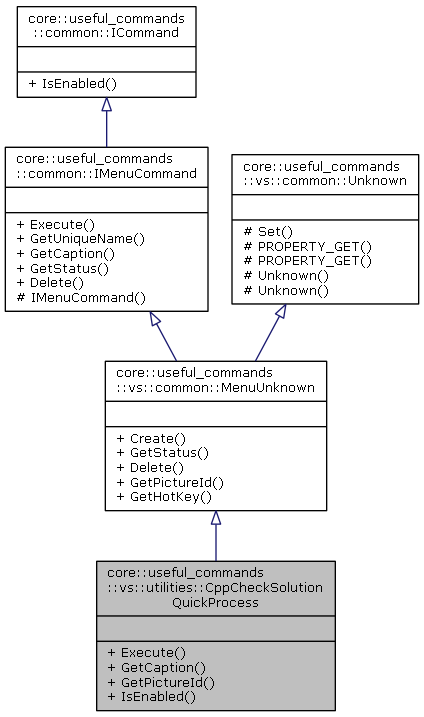 core::useful_commands
::common::ICommand
+ IsEnabled()
core::useful_commands
::common::IMenuCommand
+ Execute()
+ GetUniqueName()
+ GetCaption()
+ GetStatus()
+ Delete()
# IMenuCommand()
core::useful_commands
::vs::common::Unknown
# Set()
# PROPERTY_GET()
# PROPERTY_GET()
# Unknown()
# Unknown()
core::useful_commands
::vs::common::MenuUnknown
+ Create()
+ GetStatus()
+ Delete()
+ GetPictureId()
+ GetHotKey()
core::useful_commands
::vs::utilities::CppCheckSolution
QuickProcess
+ Execute()
+ GetCaption()
+ GetPictureId()
+ IsEnabled()